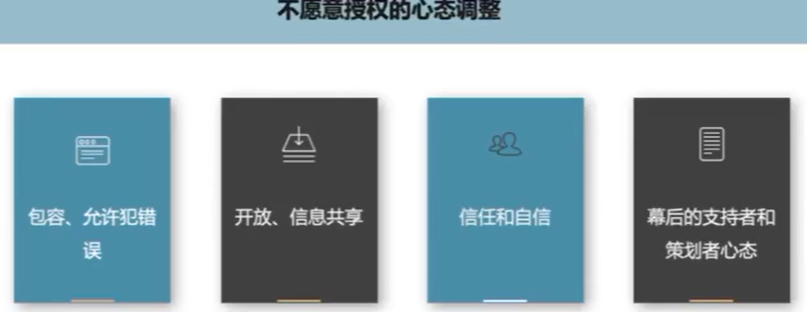 不愿意授权的心态调整
包容、允许犯错
误
开放、信息共享
信任和自信
幕后的支持者和
策划者心态